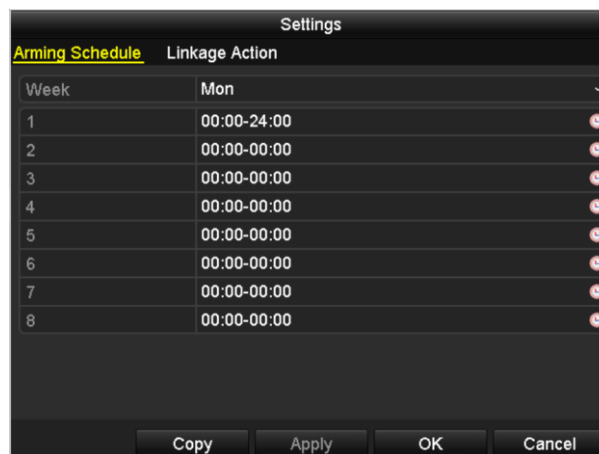 Settings
Arming Schedule Linkage Action
Week Mon
1 00:00-24:00
2 00:00-00:00
3 00:00-00:00
4 00:00-00:00
5 00:00-00:00
6 00:00-00:00
7 00:00-00:00
8 00:00-00:00
Copy Apply OK Cancel